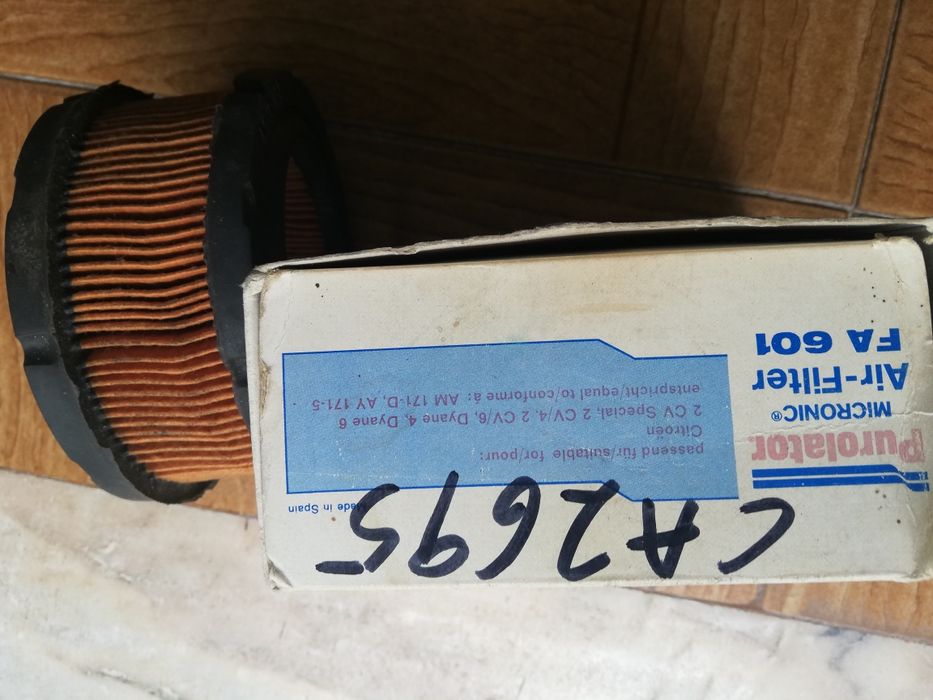 CA2695
Made in Spain
Purolator
MICRONIC®
Air-Filter
FA 601
passend für/suitable for/pour:
Citroën
2 CV Special, 2 CV/4, 2 CV/6, Dyane 4, Dyane 6
entspricht/equal to/conforme à: AM 171-D, AY 171-5